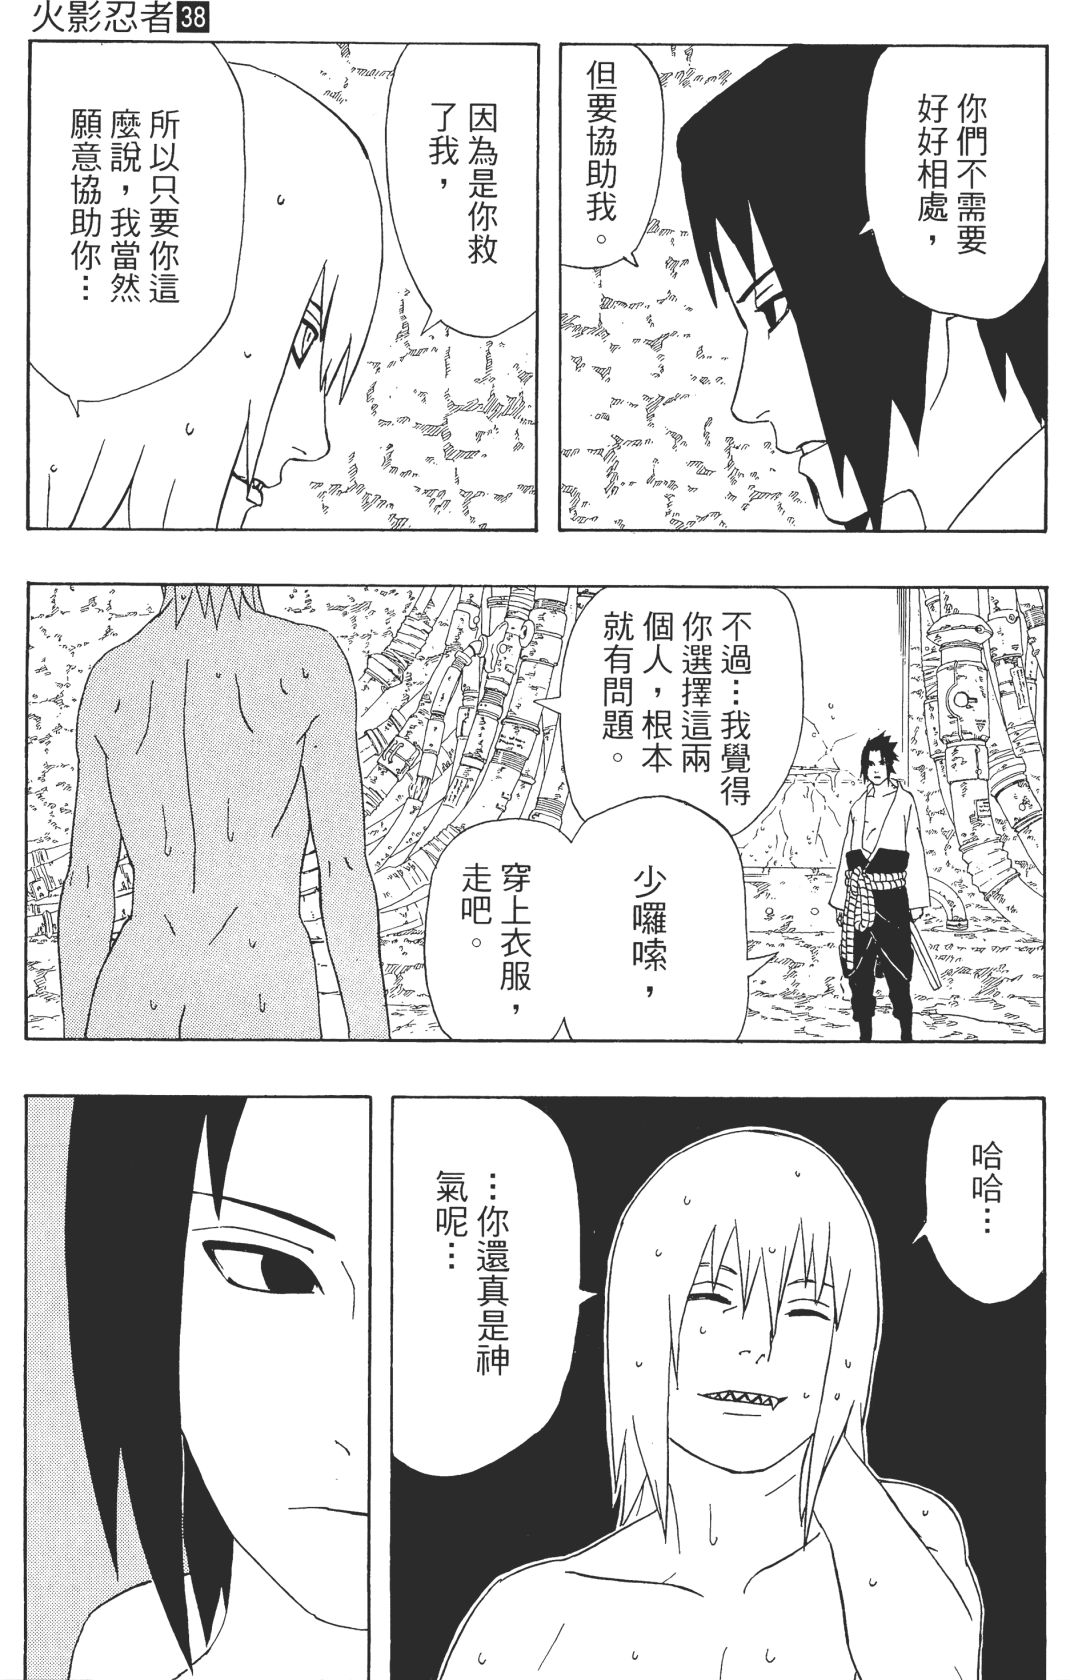 火影忍者38
你們不需要
好好相處，
但要協助我。
因為是你救
了我，
所以只要你這
麼說，我當然
願意協助你…
不過…我覺得
你選擇這兩
個人，根本
就有問題。
少囉嗦，
穿上衣服，
走吧。
哈哈…
…你還真是神
氣呢…